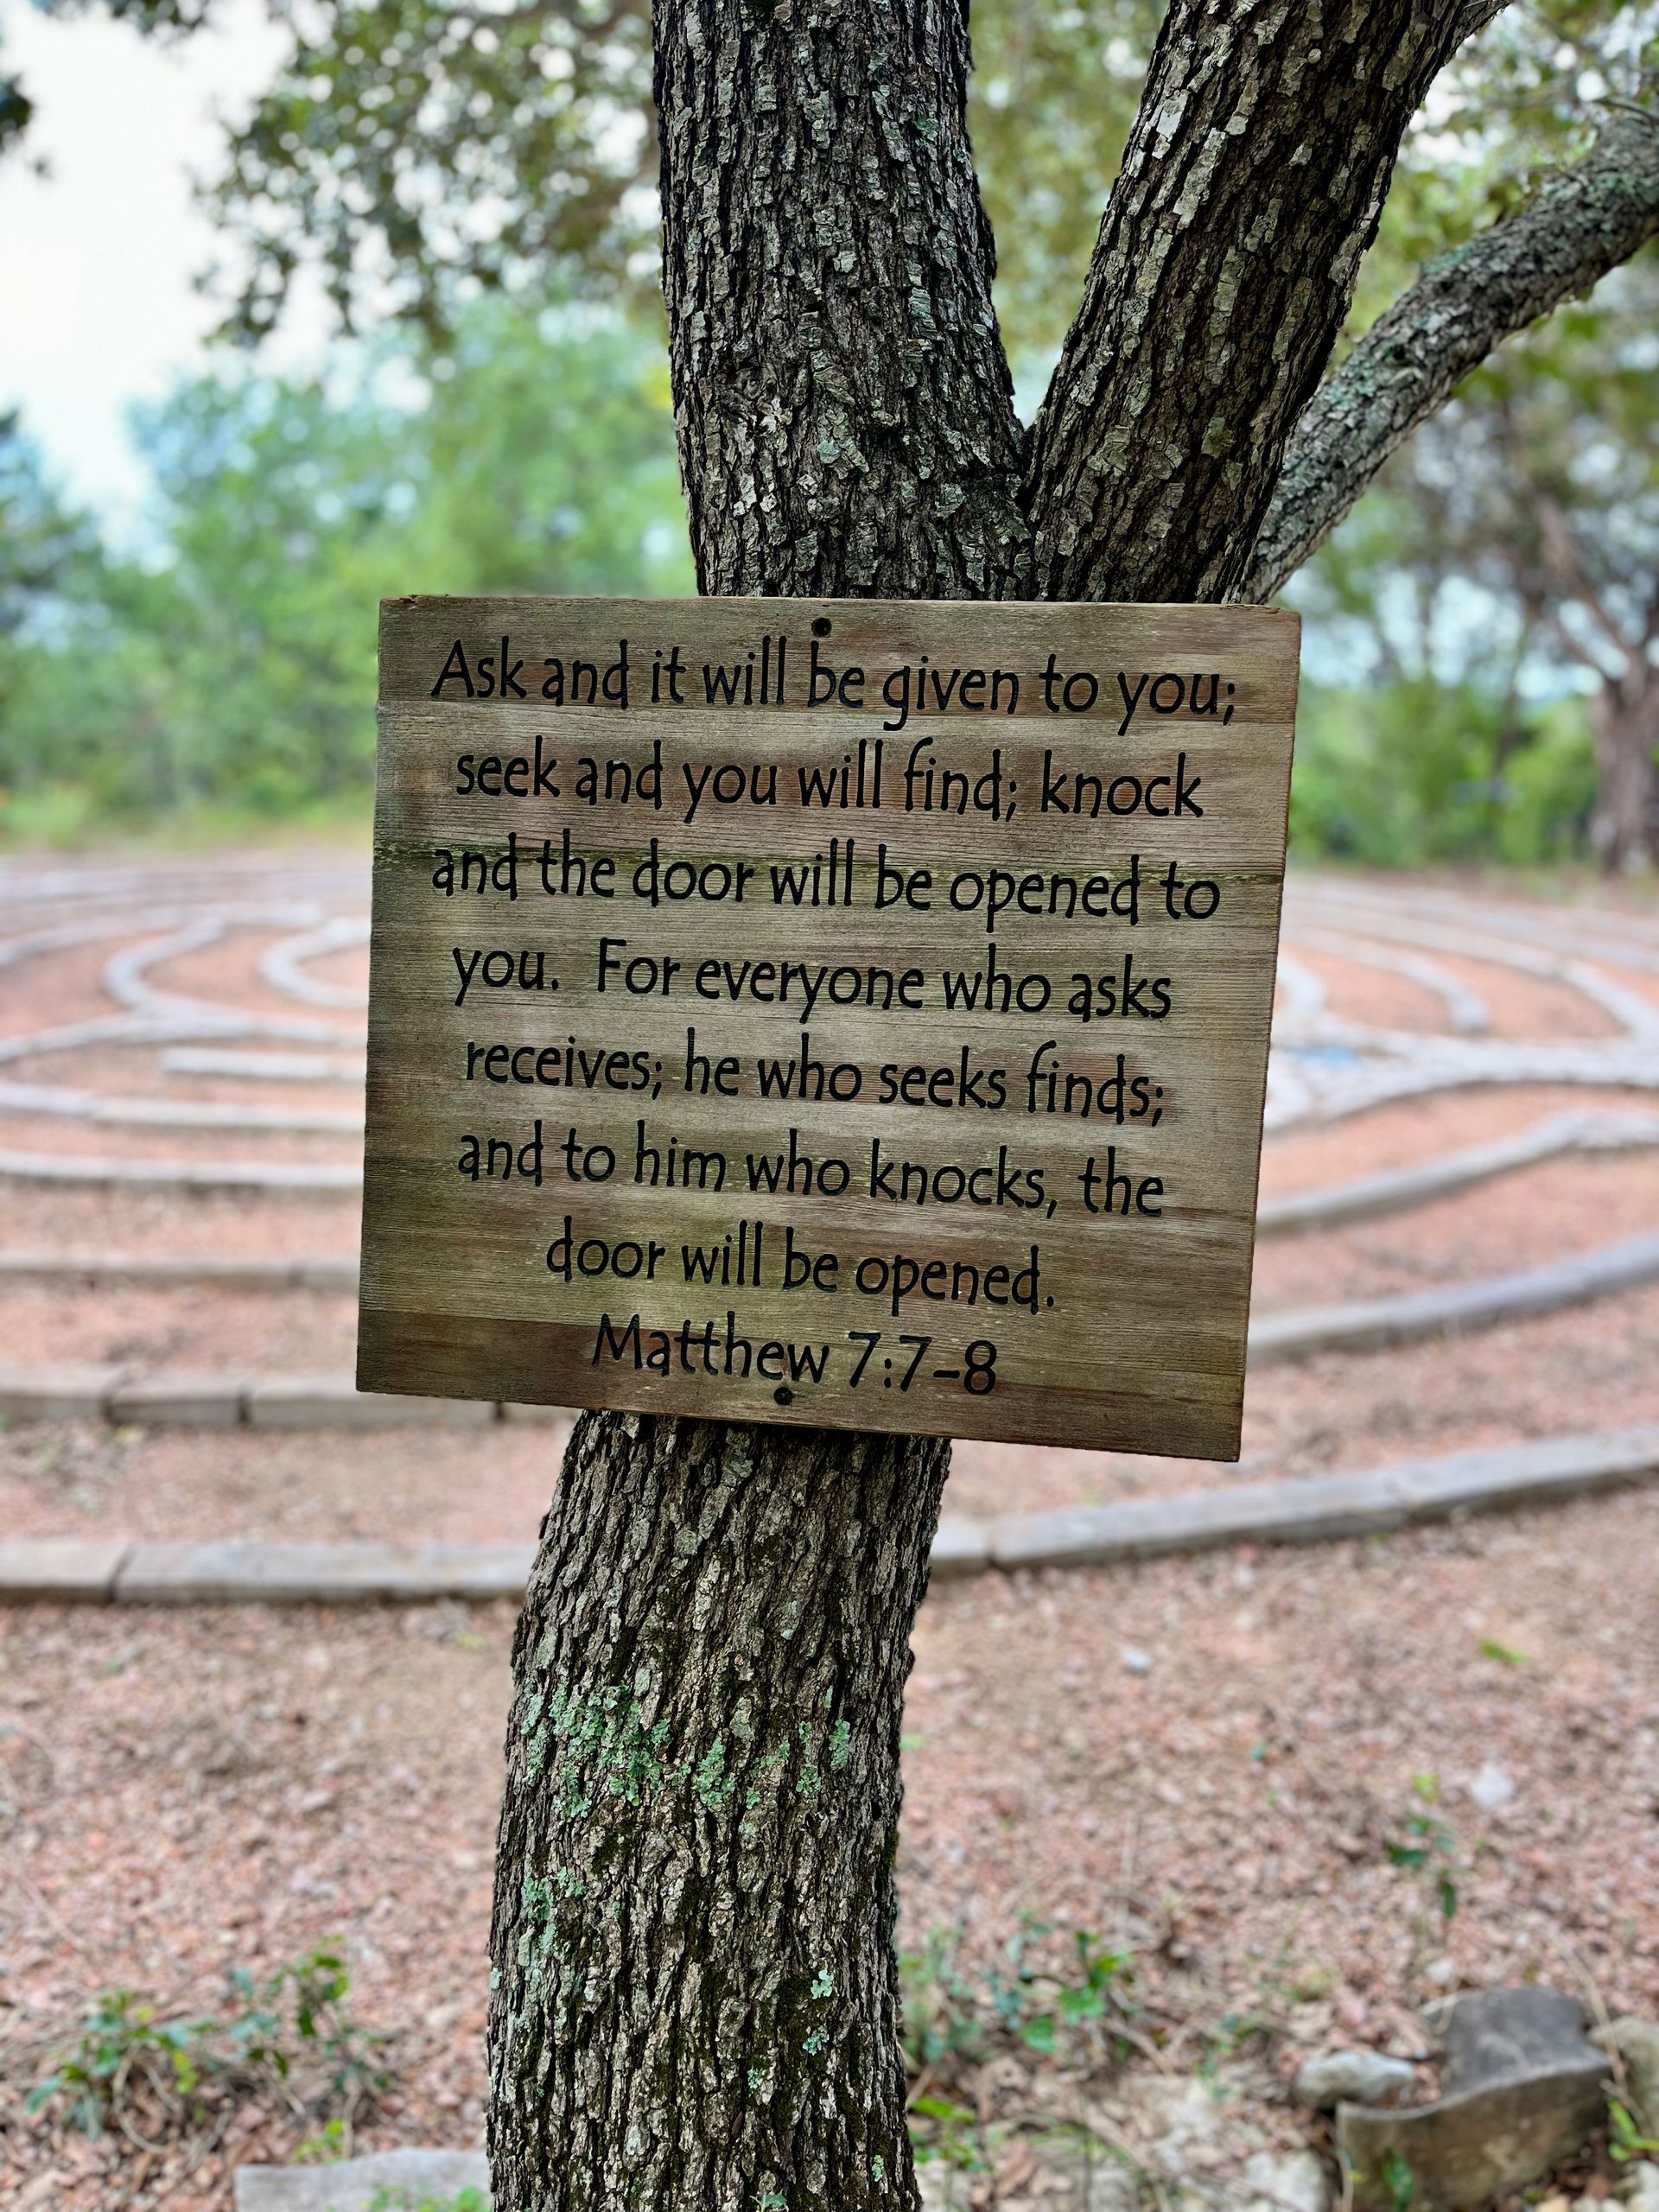 Ask and it will be given to you;
seek and you will find; knock
and the door will be opened to
you. For everyone who asks
receives; he who seeks finds;
and to him who knocks, the
door will be opened.
Matthew 7:7-8